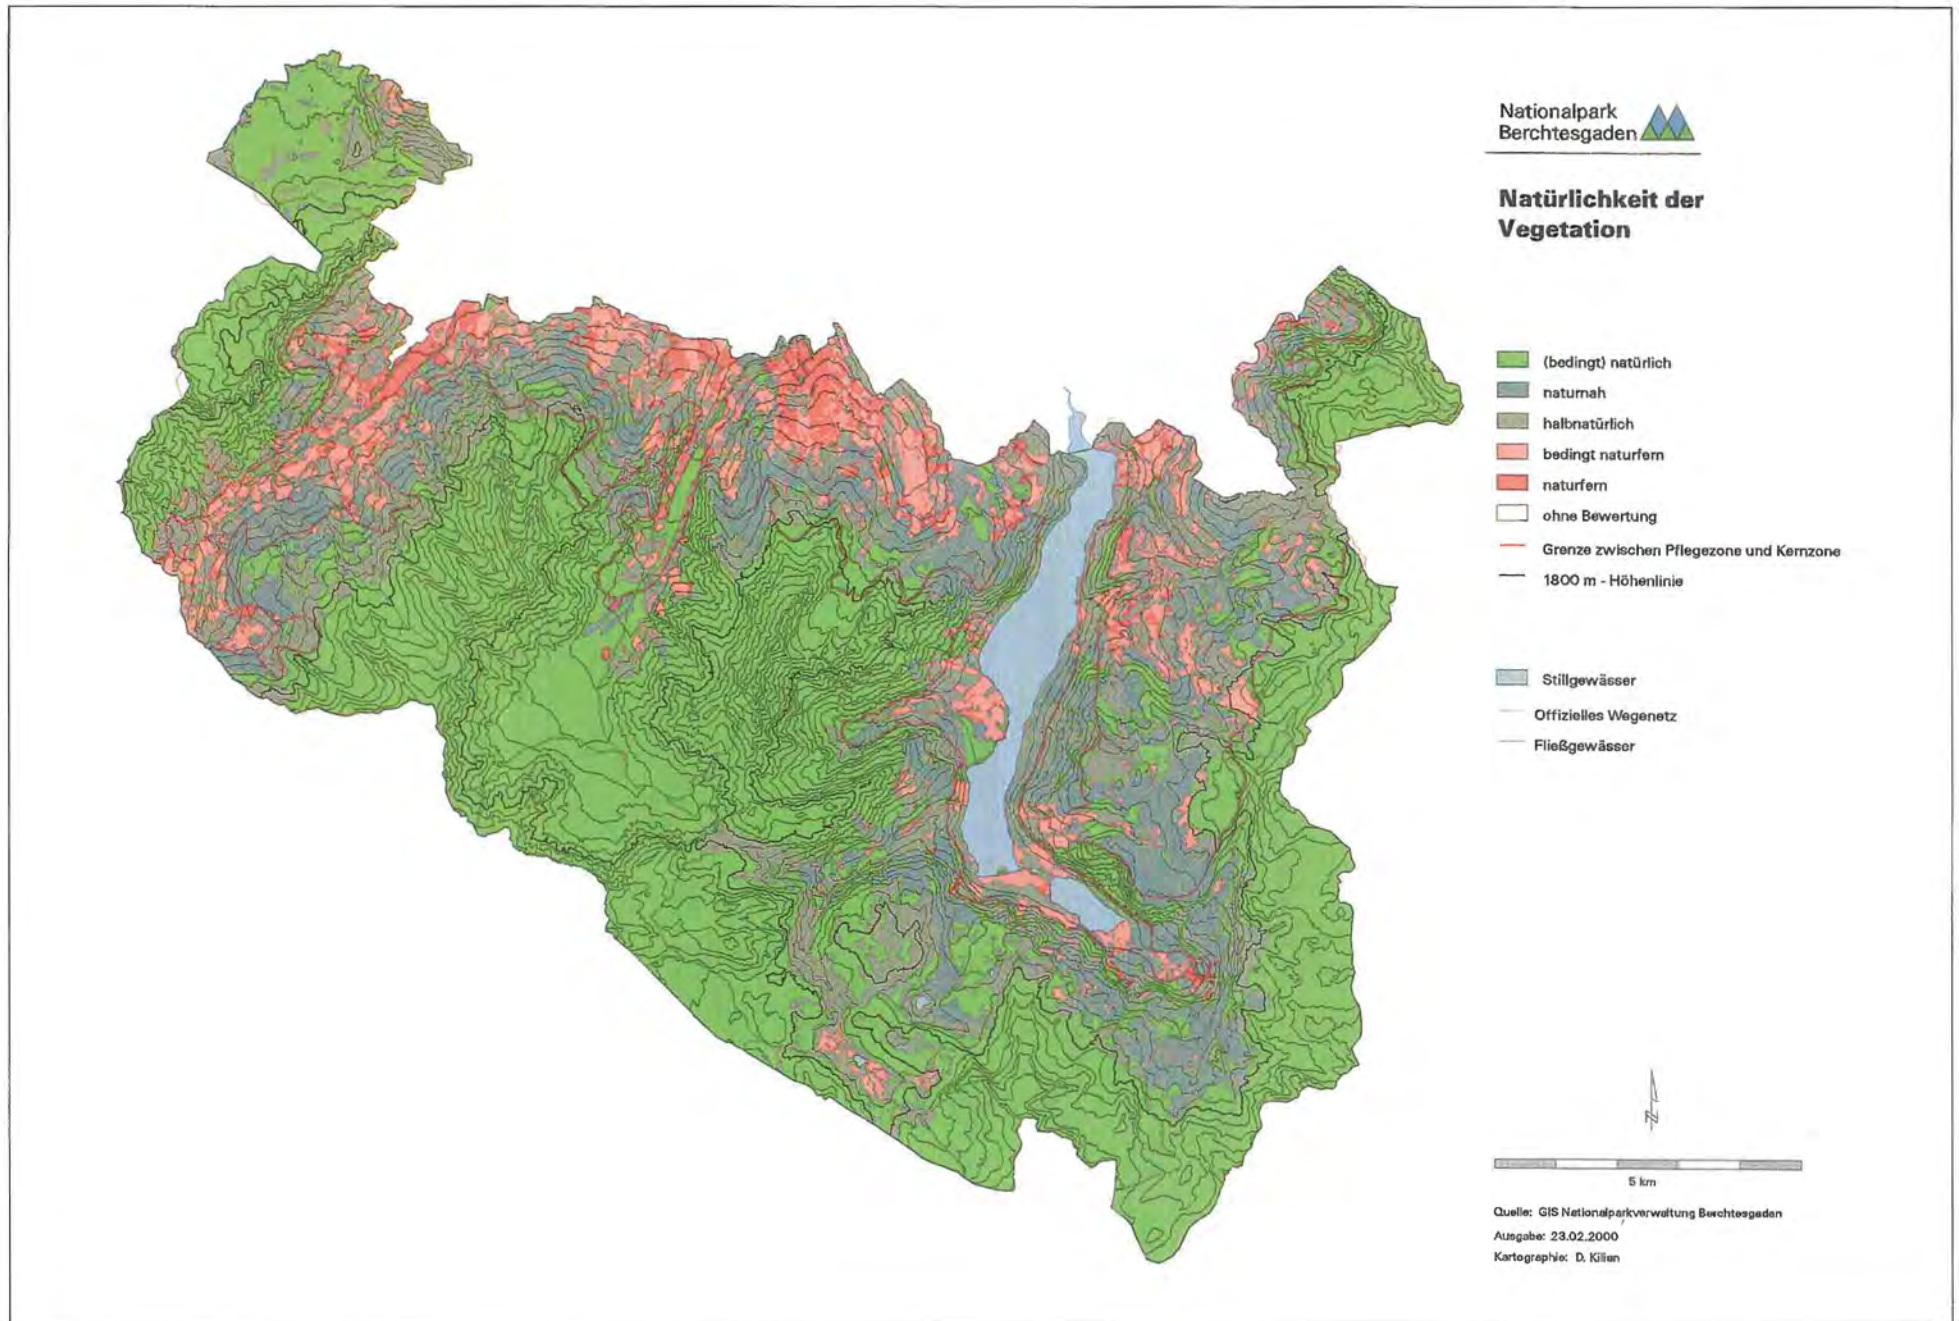 Nationalpark
Berchtesgaden
Natürlichkeit der
Vegetation
(bedingt) natürlich
naturnah
halbnatürlich
bedingt naturfern
naturfern
ohne Bewertung
Grenze zwischen Pflegezone und Kernzone
1800 m - Höhenlinie
Stillgewässer
Offizielles Wegenetz
Fließgewässer
5 km
Quelle: GIS Nationalparkverwaltung Berchtesgaden
Ausgabe: 23.02.2000
Kartographie: D. Kilian